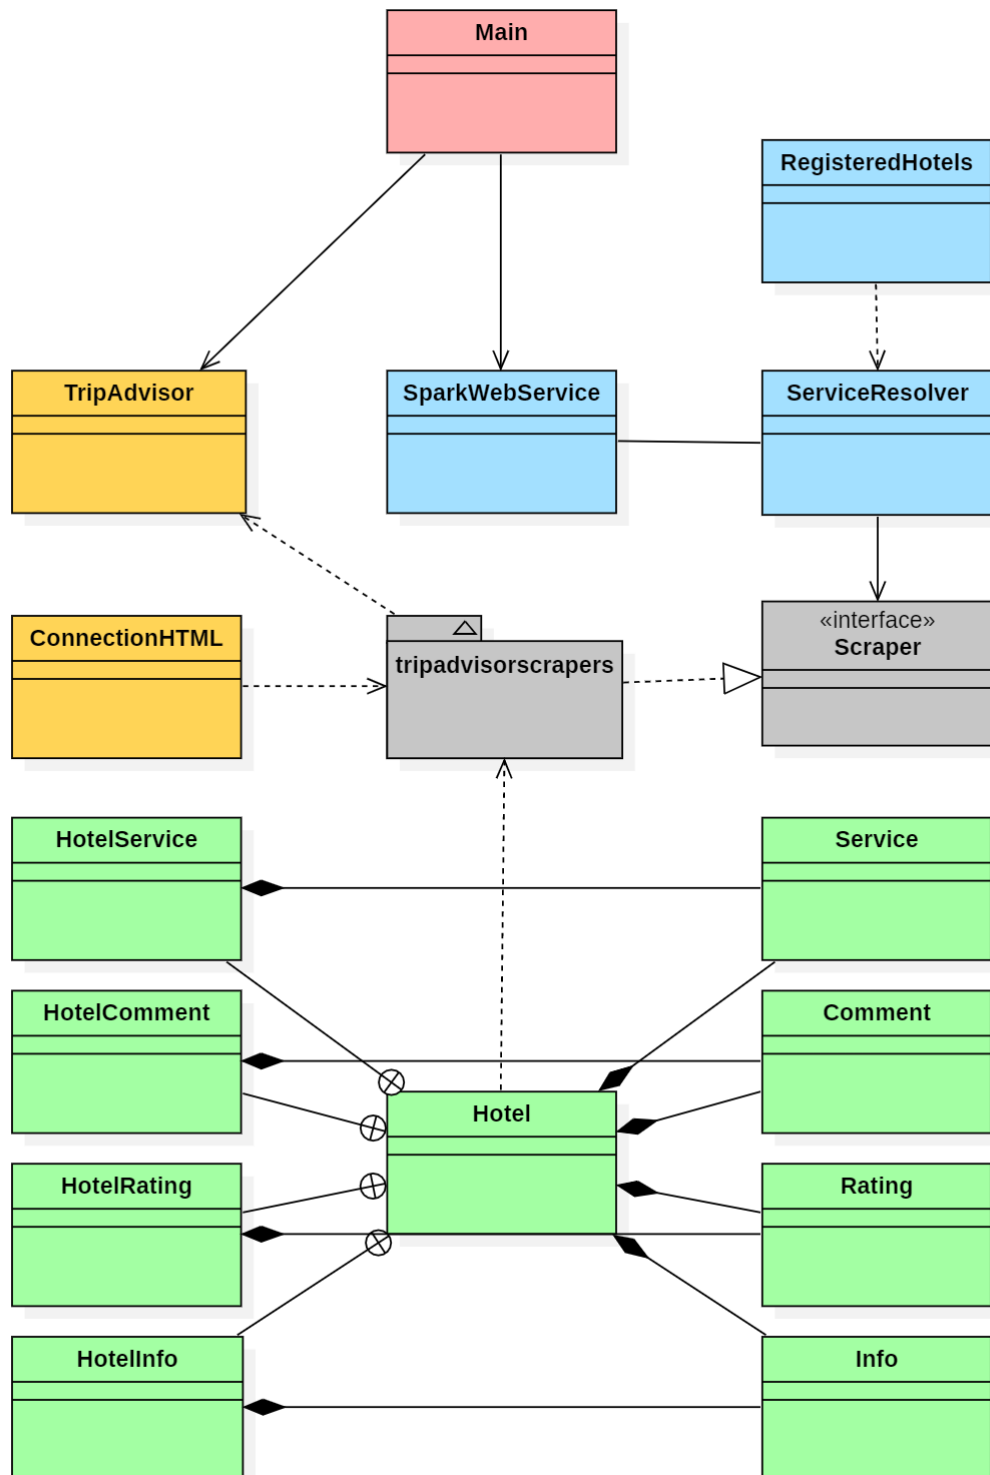 Main
RegisteredHotels
TripAdvisor
SparkWebService
ServiceResolver
ConnectionHTML
tripadvisorscrapers
«interface»
Scraper
HotelService
Service
HotelComment
Comment
Hotel
HotelRating
Rating
HotelInfo
Info